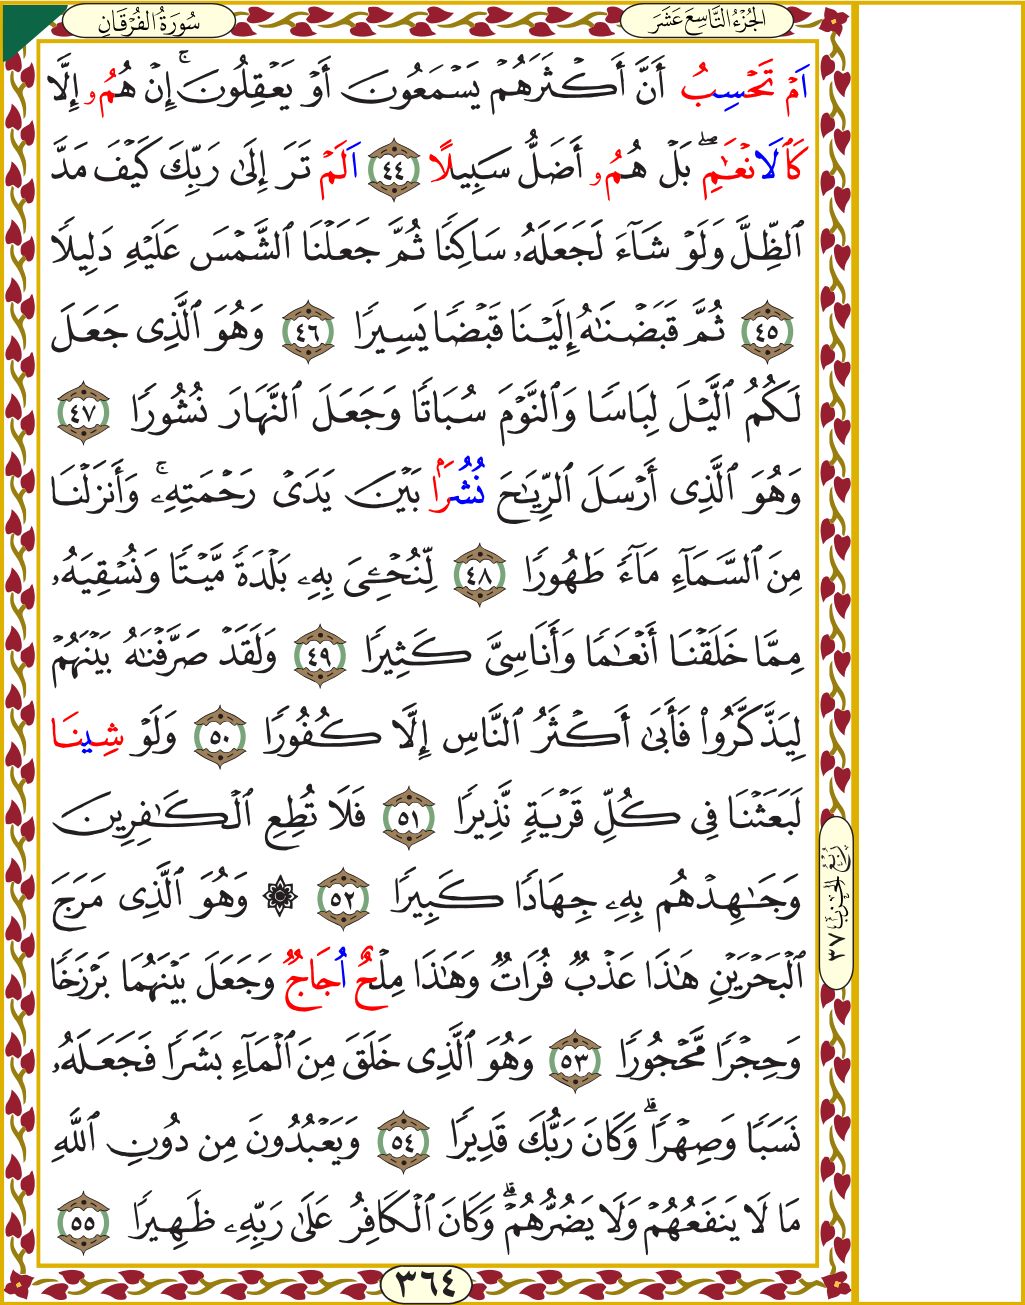 الجُزْءُ التَّاسِعَ عَشَرَ
سُورَةُ الفُرْقَانِ
اَمْ تَحْسِبُ أَنَّ أَكْثَرَهُمْ يَسْمَعُونَ أَوْ يَعْقِلُونَۚ إِنْ هُمُۥ إِلَّا
كَاَلَانْعَٰمِۖ بَلْ هُمُۥ أَضَلُّ سَبِيلًا ٤٤ اَلَمْ تَرَ إِلَىٰ رَبِّكَ كَيْفَ مَدَّ
ٱلظِّلَّ وَلَوْ شَآءَ لَجَعَلَهُۥ سَاكِنًا ثُمَّ جَعَلْنَا ٱلشَّمْسَ عَلَيْهِ دَلِيلًا
٤٥ ثُمَّ قَبَضْنَٰهُ إِلَيْنَا قَبْضًا يَسِيرًا ٤٦ وَهُوَ ٱلَّذِى جَعَلَ
لَكُمُ ٱلَّيْلَ لِبَاسًا وَٱلنَّوْمَ سُبَاتًا وَجَعَلَ ٱلنَّهَارَ نُشُورًا ٤٧
وَهُوَ ٱلَّذِى أَرْسَلَ ٱلرِّيَٰحَ نُشُرًۢا بَيْنَ يَدَىْ رَحْمَتِهِۦۚ وَأَنزَلْنَا
مِنَ ٱلسَّمَآءِ مَآءً طَهُورًا ٤٨ لِّنُحْـِۧىَ بِهِۦ بَلْدَةً مَّيْتًا وَنُسْقِيَهُۥ
مِمَّا خَلَقْنَا أَنْعَٰمًا وَأَنَاسِىَّ كَثِيرًا ٤٩ وَلَقَدْ صَرَّفْنَٰهُ بَيْنَهُمْ
لِيَذَّكَّرُوا۟ فَأَبَىٰ أَكْثَرُ ٱلنَّاسِ إِلَّا كُفُورًا ٥٠ وَلَوْ شِينَا
لَبَعَثْنَا فِى كُلِّ قَرْيَةٍ نَّذِيرًا ٥١ فَلَا تُطِعِ ٱلْكَٰفِرِينَ
وَجَٰهِدْهُم بِهِۦ جِهَادًا كَبِيرًا ٥٢ ۞ وَهُوَ ٱلَّذِى مَرَجَ
ٱلْبَحْرَيْنِ هَٰذَا عَذْبٌ فُرَاتٌ وَهَٰذَا مِلْحٌ اُجَاجٌ وَجَعَلَ بَيْنَهُمَا بَرْزَخًا
وَحِجْرًا مَّحْجُورًا ٥٣ وَهُوَ ٱلَّذِى خَلَقَ مِنَ ٱلْمَآءِ بَشَرًا فَجَعَلَهُۥ
نَسَبًا وَصِهْرًاۗ وَكَانَ رَبُّكَ قَدِيرًا ٥٤ وَيَعْبُدُونَ مِن دُونِ ٱللَّهِ
مَا لَا يَنفَعُهُمْ وَلَا يَضُرُّهُمْۗ وَكَانَ ٱلْكَافِرُ عَلَىٰ رَبِّهِۦ ظَهِيرًا ٥٥
رُبْعُ الحِزْبِ ٣٧
٣٦٤